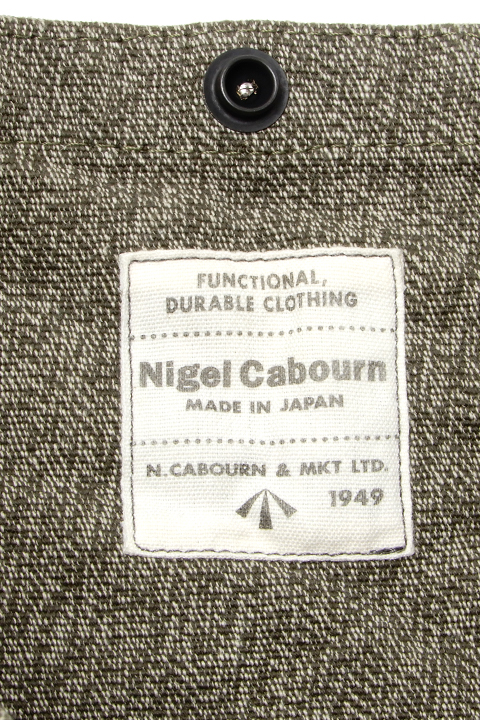 FUNCTIONAL,
DURABLE CLOTHING
Nigel Cabourn
MADE IN JAPAN
N.CABOURN & MKT LTD.
1949